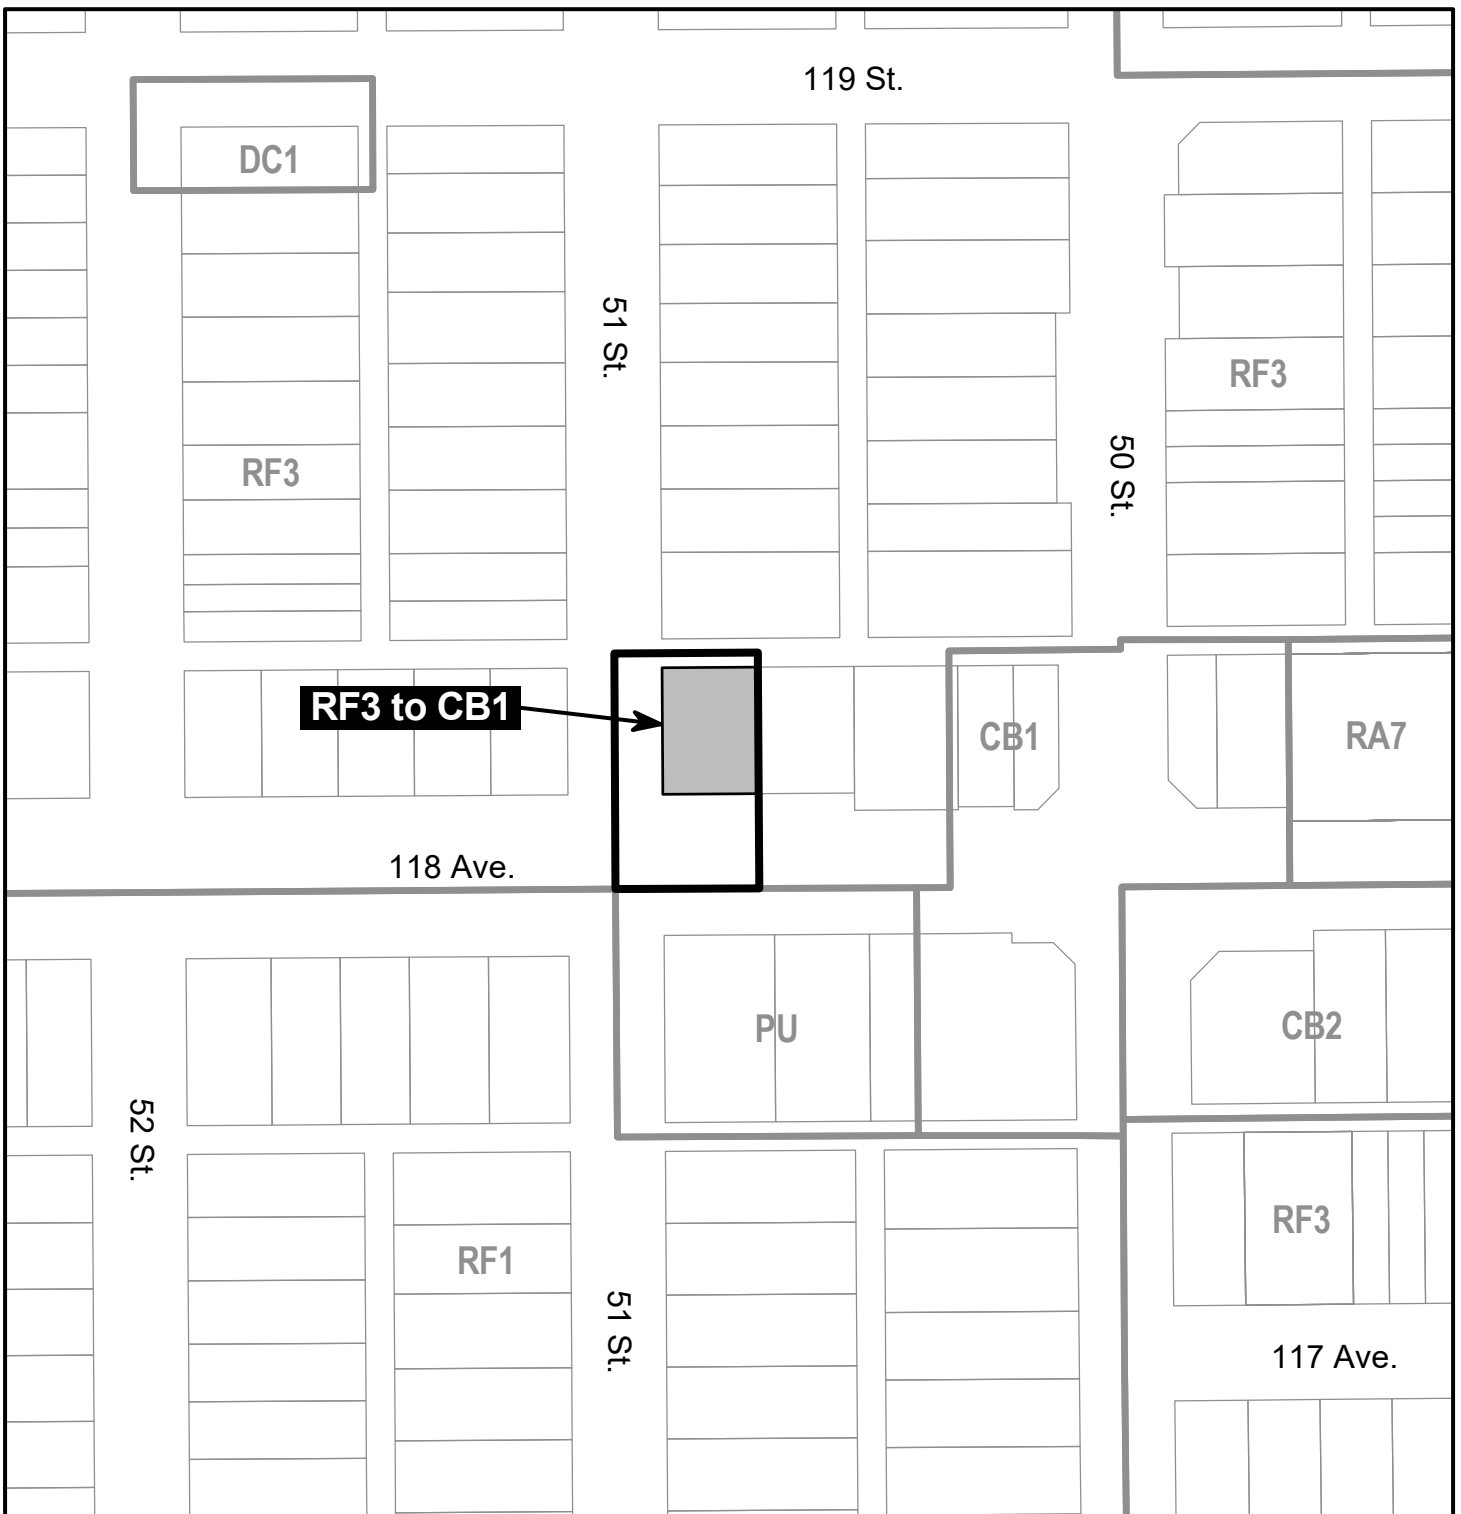 119 St.
DC1
51 St.
RF3
50 St.
RF3
RF3 to CB1
CB1
RA7
118 Ave.
PU
CB2
52 St.
RF3
RF1
51 St.
117 Ave.